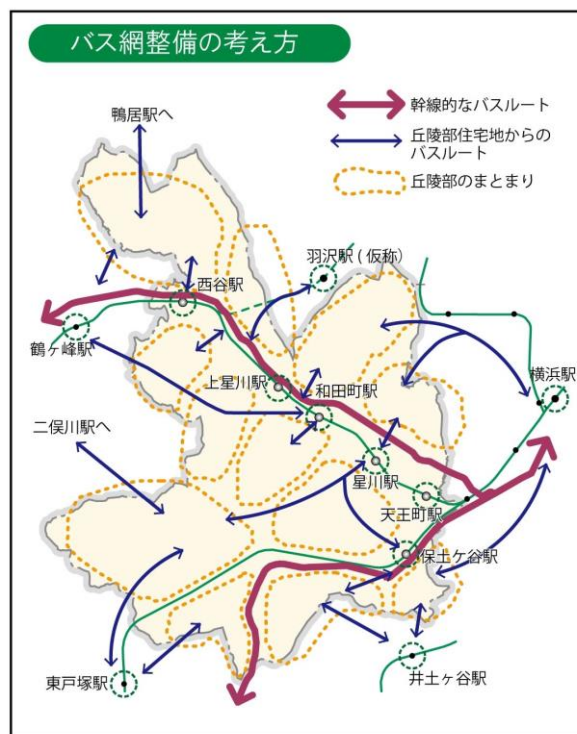 バス網整備の考え方
幹線的なバスルート
丘陵部住宅地からの
バスルート
丘陵部のまとまり
鴨居駅へ
羽沢駅(仮称)
西谷駅
鶴ヶ峰駅
上星川駅
和田町駅
横浜駅
二俣川駅へ
星川駅
天王町駅
保土ケ谷駅
東戸塚駅
井土ヶ谷駅